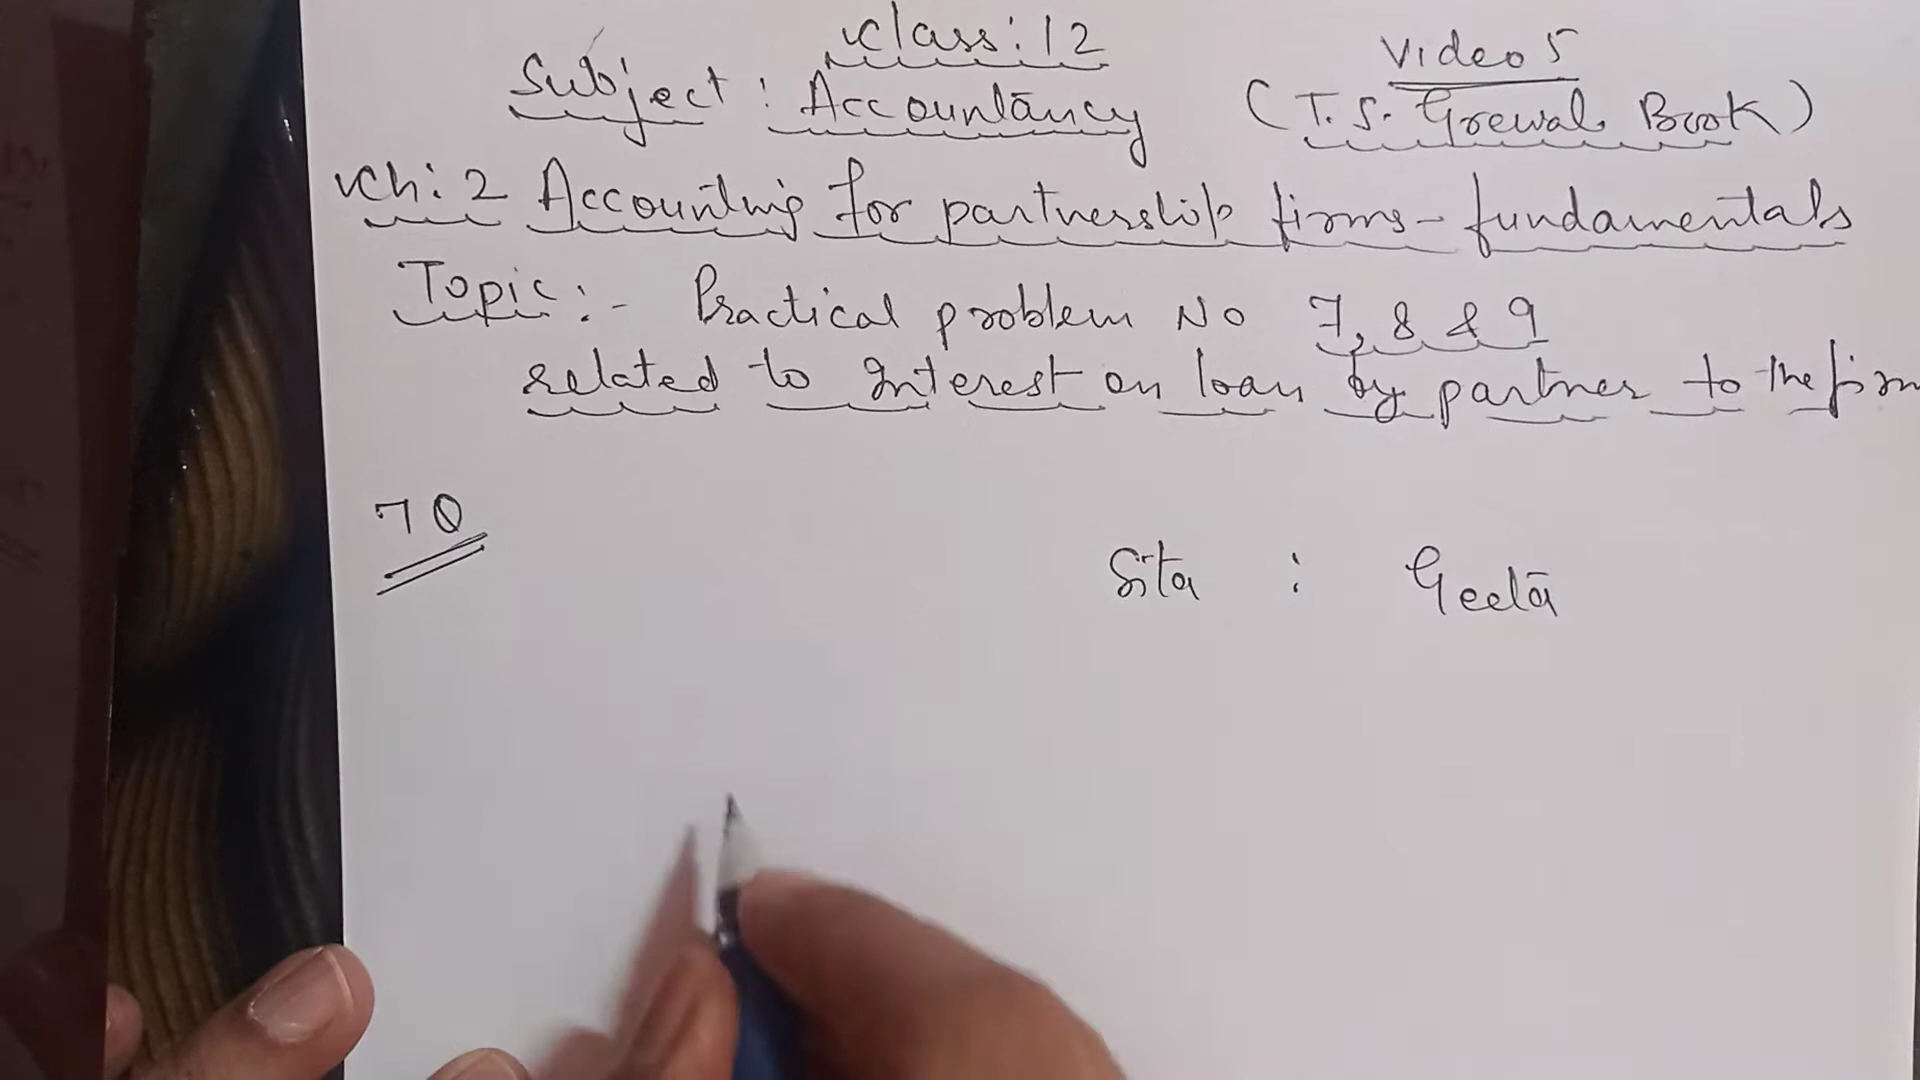 Class: 12
Video 5
Subject : Accountancy
(T. S. Grewal Book)
Ch: 2 Accounting for partnership firms - fundamentals
Topic :- Practical problem No 7, 8 & 9
related to Interest on loan by partner to the firm
7Q
Sita : Geeta